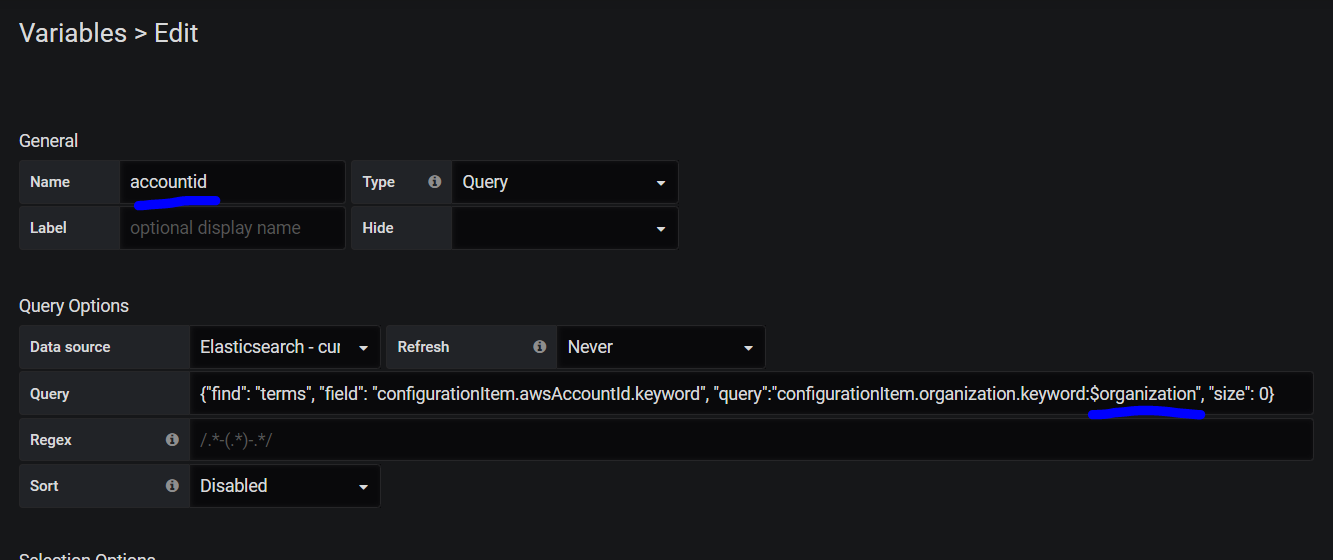 Variables > Edit
General
Name accountid Type Query
Label optional display name Hide
Query Options
Data source Elasticsearch - cur Refresh Never
Query {"find": "terms", "field": "configurationItem.awsAccountId.keyword", "query":"configurationItem.organization.keyword:$organization", "size": 0}
Regex /.*-(.*)-.*/
Sort Disabled
Selection Options